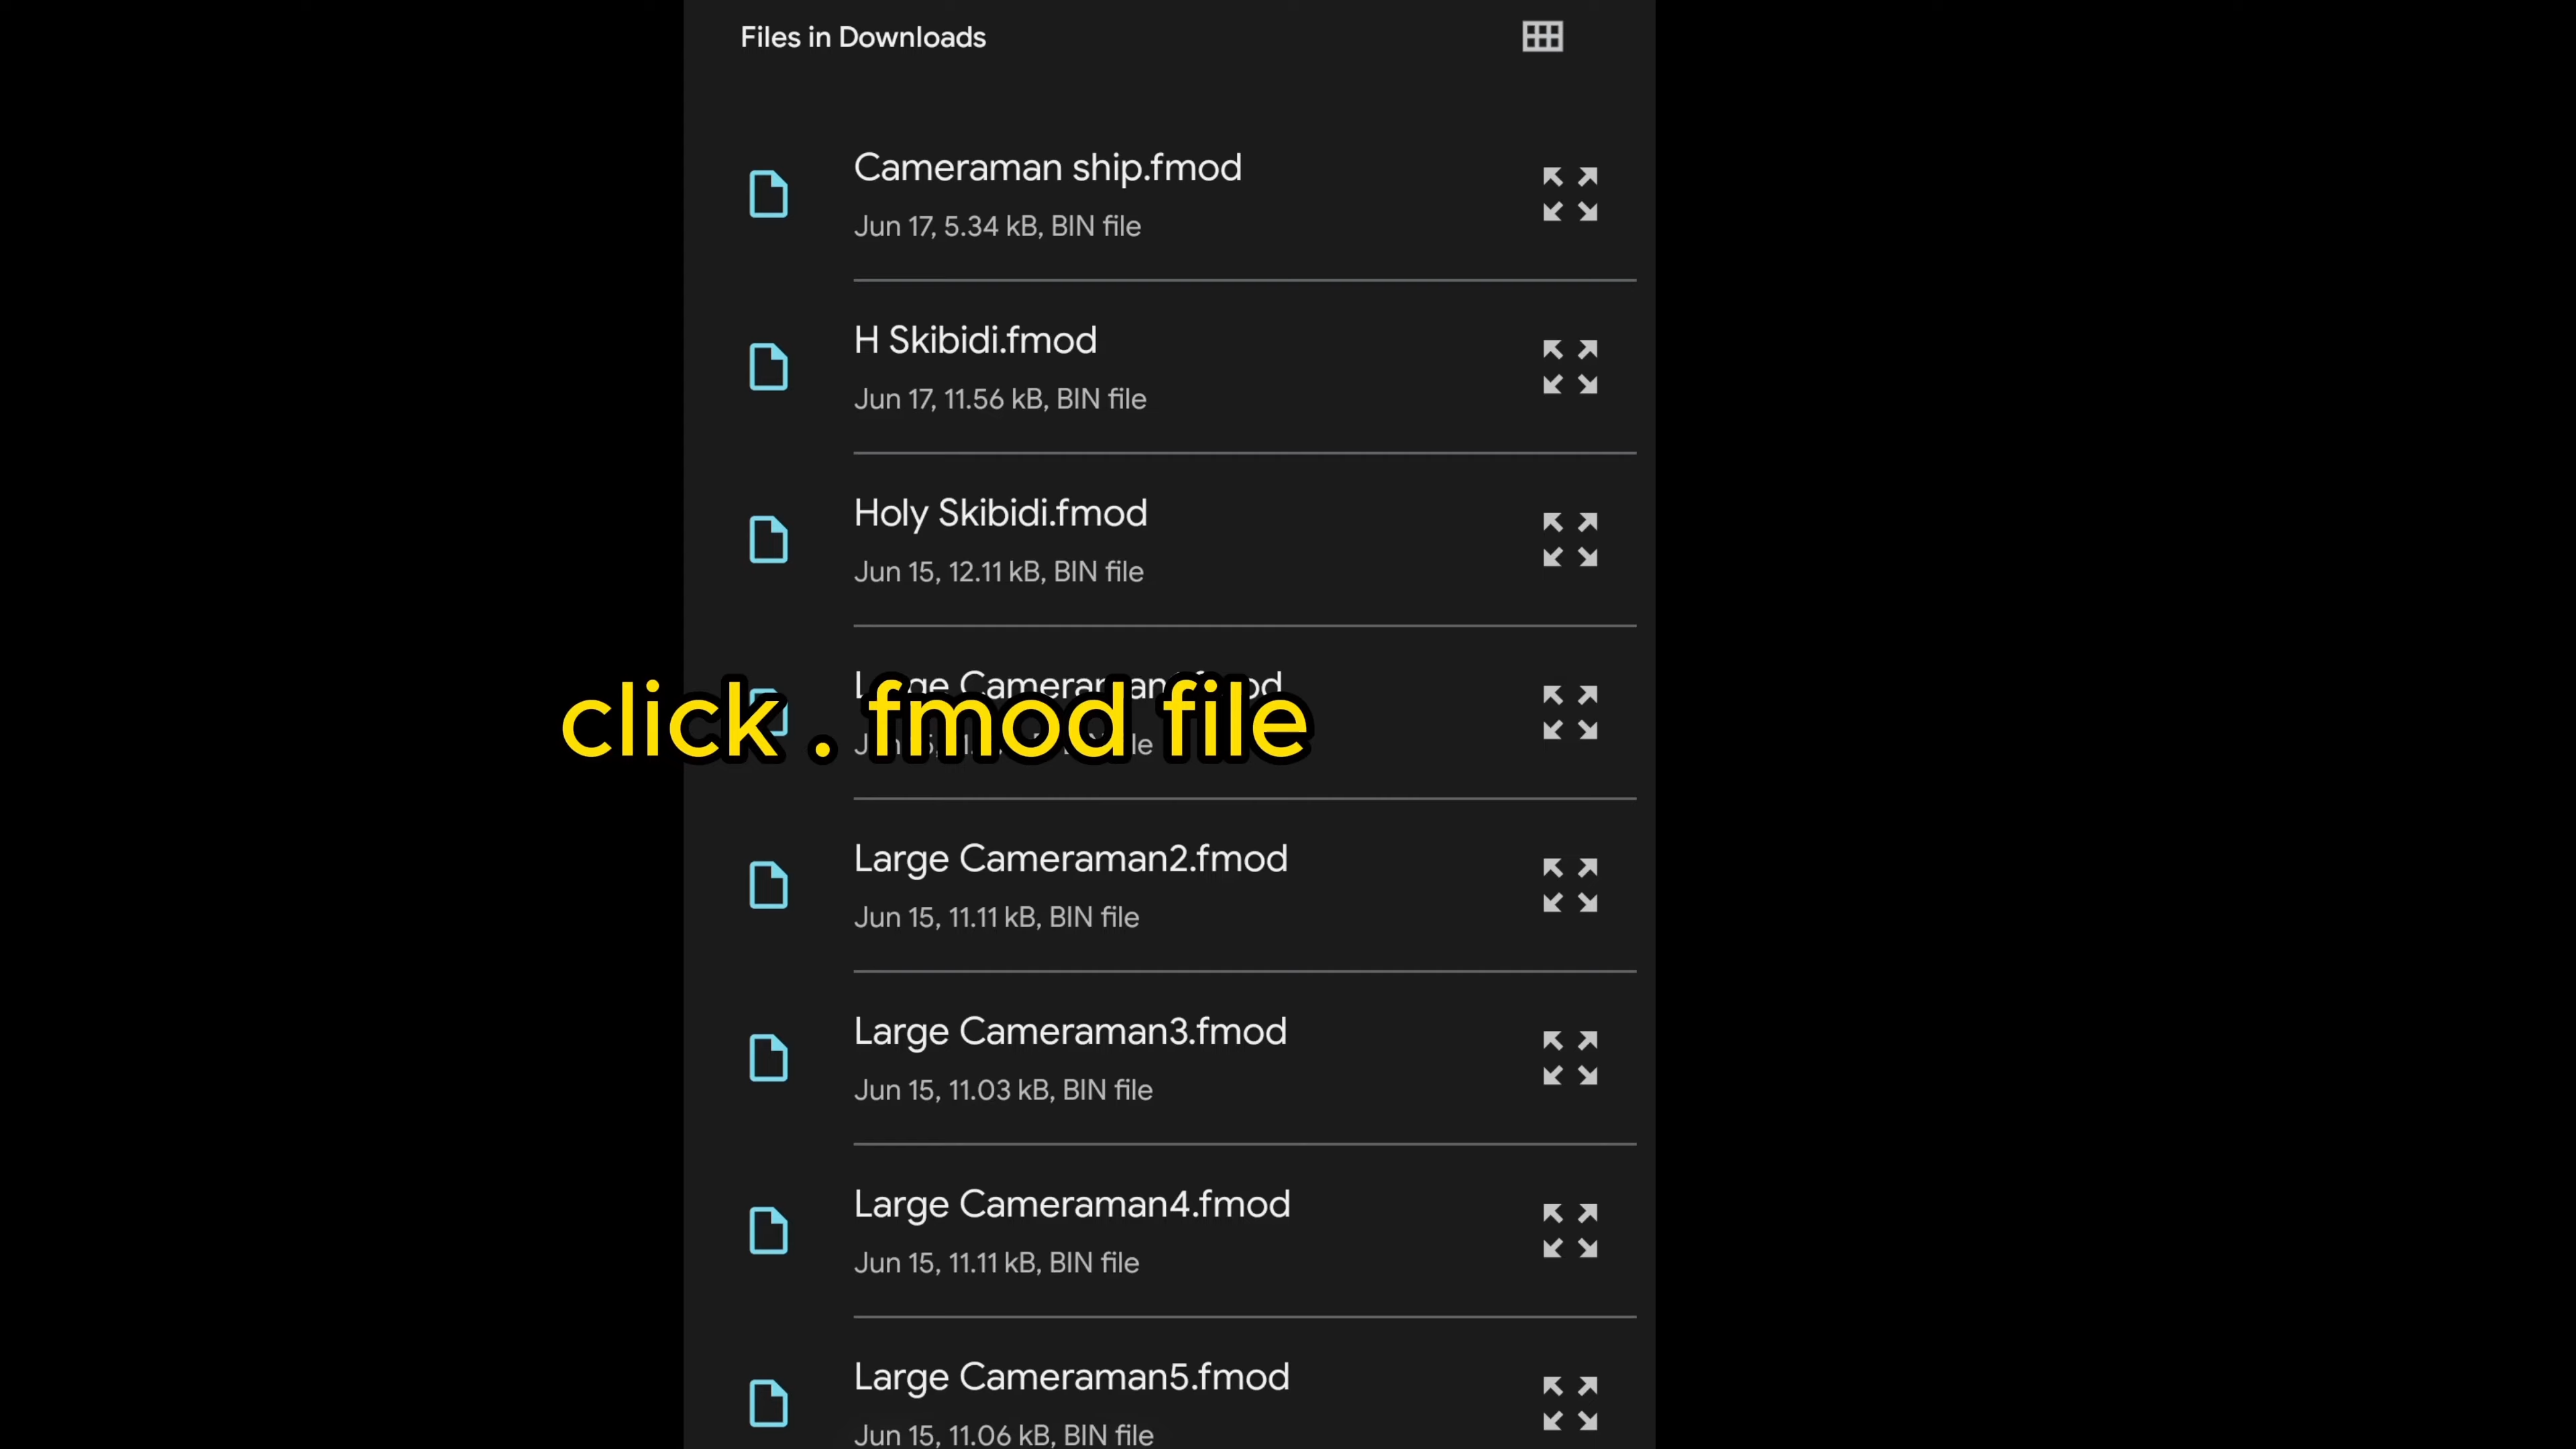 Files in Downloads
Cameraman ship.fmod
Jun 17, 5.34 kB, BIN file
H Skibidi.fmod
Jun 17, 11.56 kB, BIN file
Holy Skibidi.fmod
Jun 15, 12.11 kB, BIN file
click . fmod file
Large Cameraman2.fmod
Jun 15, 11.11 kB, BIN file
Large Cameraman3.fmod
Jun 15, 11.03 kB, BIN file
Large Cameraman4.fmod
Jun 15, 11.11 kB, BIN file
Large Cameraman5.fmod
Jun 15, 11.06 kB, BIN file